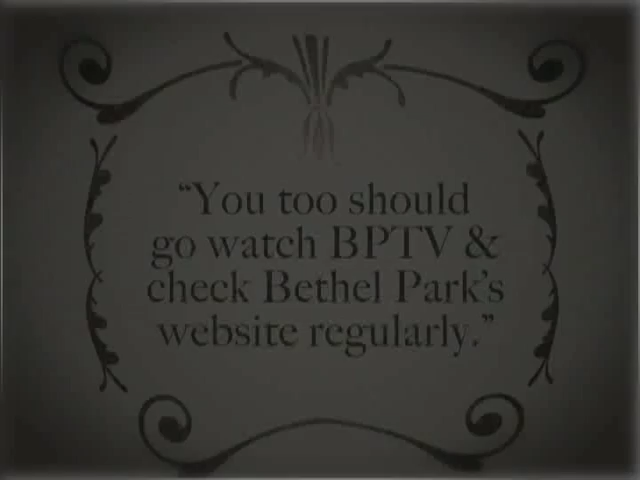 “You too should
go watch BPTV &
check Bethel Park’s
website regularly.”